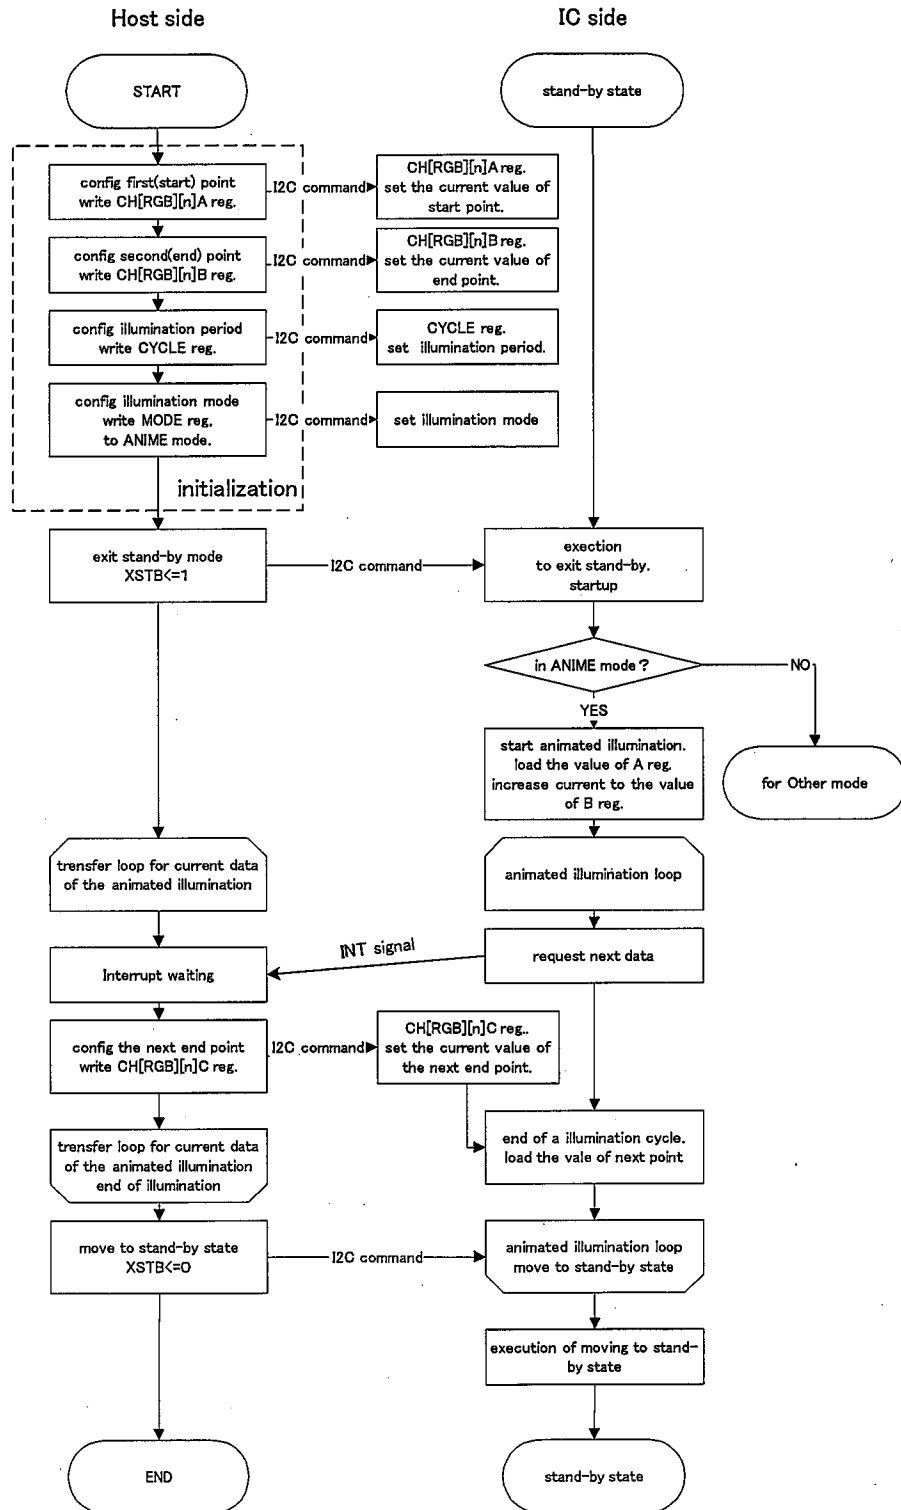 Host side
IC side
START
stand-by state
config first(start) point
write CH[RGB][n]A reg.
I2C command
CH[RGB][n]A reg.
set the current value of
start point.
config second(end) point
write CH[RGB][n]B reg.
I2C command
CH[RGB][n]B reg.
set the current value of
end point.
config illumination period
write CYCLE reg.
I2C command
CYCLE reg.
set illumination period.
config illumination mode
write MODE reg,
to ANIME mode.
I2C command
set illumination mode
initialization
exit stand-by mode
XSTB<=1
I2C command
exection
to exit stand-by.
startup
in ANIME mode?
NO
YES
start animated illumination.
load the value of A reg.
increase current to the value
of B reg.
for Other mode
trensfer loop for current data
of the animated illumination
animated illumination loop
INT signal
Interrupt waiting
request next data
config the next end point
write CH[RGB][n]C reg.
I2C command
CH[RGB][n]C reg..
set the current value of
the next end point.
trensfer loop for current data
of the animated illumination
end of illumination
end of a illumination cycle.
load the vale of next point
move to stand-by state
XSTB<=0
I2C command
animated illumination loop
move to stand-by state
execution of moving to stand-
by state
END
stand-by state